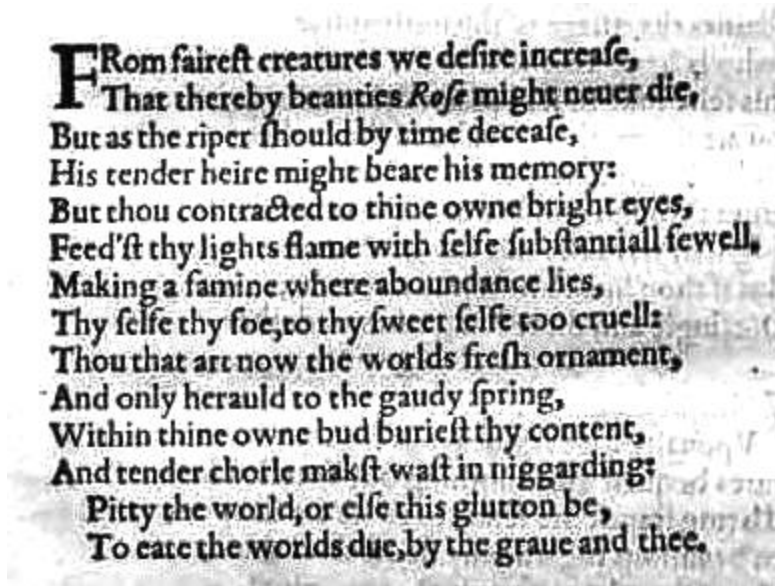 FRom faireſt creatures we deſire increaſe,
That thereby beauties Roſe might neuer die,
But as the riper ſhould by time deceaſe,
His tender heire might beare his memory:
But thou contracted to thine owne bright eyes,
Feed'ſt thy lights flame with ſelfe ſubſtantiall fewell,
Making a famine where aboundance lies,
Thy ſelfe thy foe,to thy ſweet ſelfe too cruell:
Thou that art now the worlds freſh ornament,
And only herauld to the gaudy ſpring,
Within thine owne bud burieſt thy content,
And tender chorle makſt waſt in niggarding:
Pitty the world,or elſe this glutton be,
To eate the worlds due,by the graue and thee.